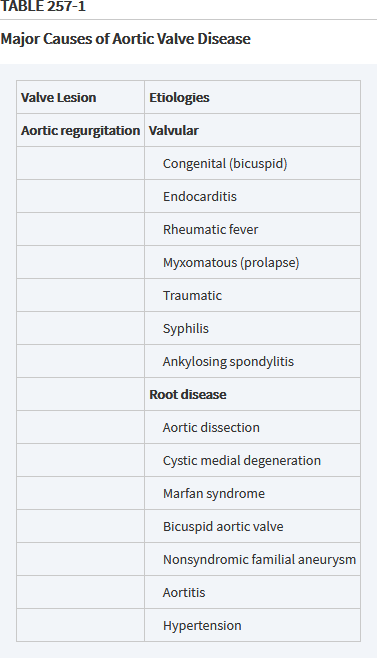 TABLE 257-1
Major Causes of Aortic Valve Disease
Valve Lesion Etiologies
Aortic regurgitation Valvular
Congenital (bicuspid)
Endocarditis
Rheumatic fever
Myxomatous (prolapse)
Traumatic
Syphilis
Ankylosing spondylitis
Root disease
Aortic dissection
Cystic medial degeneration
Marfan syndrome
Bicuspid aortic valve
Nonsyndromic familial aneurysm
Aortitis
Hypertension